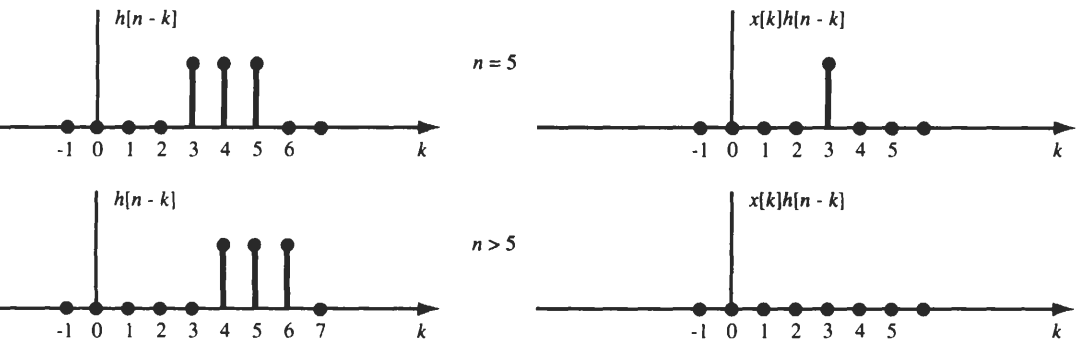 h[n - k]
x[k]h[n - k]
n = 5
-1 0 1 2 3 4 5 6 k
-1 0 1 2 3 4 5 k
h[n - k]
x[k]h[n - k]
n > 5
-1 0 1 2 3 4 5 6 7 k
-1 0 1 2 3 4 5 k